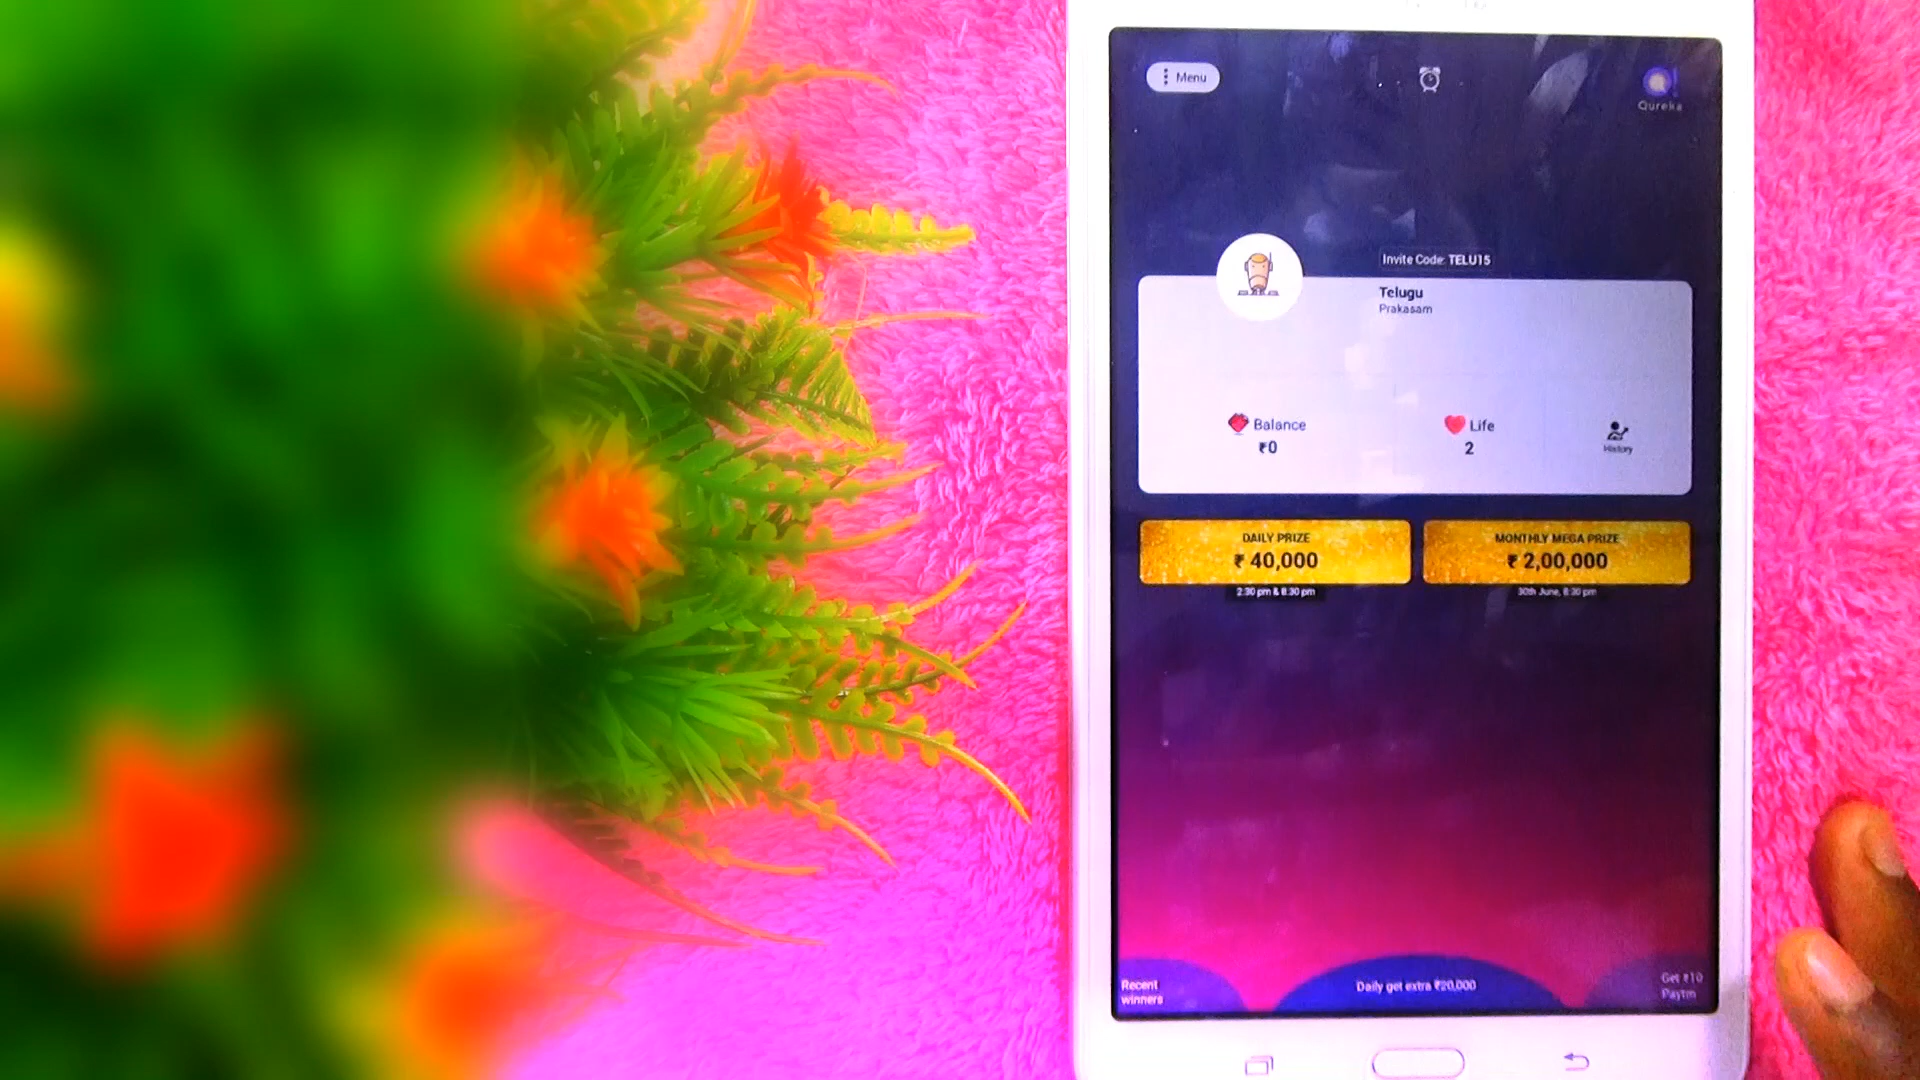 Menu
Qureka
Invite Code: TELU15
Telugu
Prakasam
Balance
₹0
Life
2
History
DAILY PRIZE
₹ 40,000
2:30 pm & 8:30 pm
MONTHLY MEGA PRIZE
₹ 2,00,000
30th June, 8:30 pm
Recent
winners
Daily get extra ₹20,000
Get ₹10
Paytm